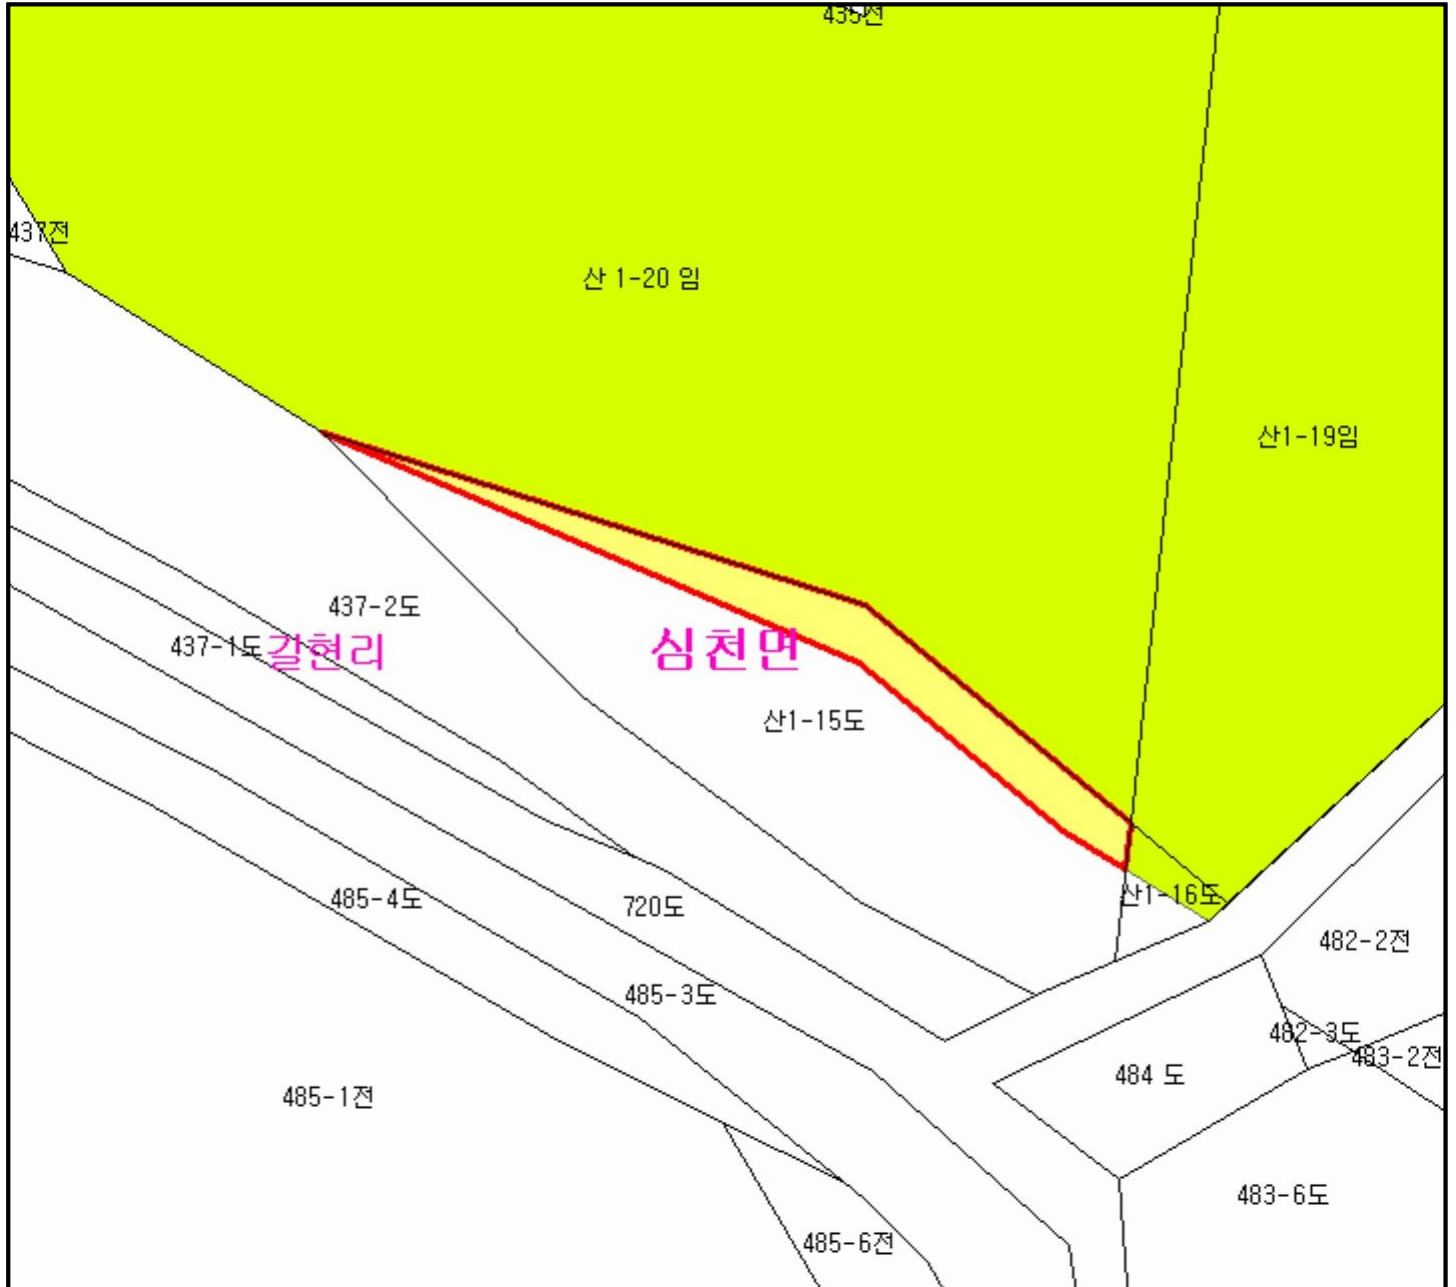 435전
437전
산 1-20 임
산1-19임
437-2도
437-1도
갈현리
심천면
산1-15도
485-4도
720도
산1-16도
482-2전
485-3도
482-3도
483-2전
484 도
485-1전
483-6도
485-6전